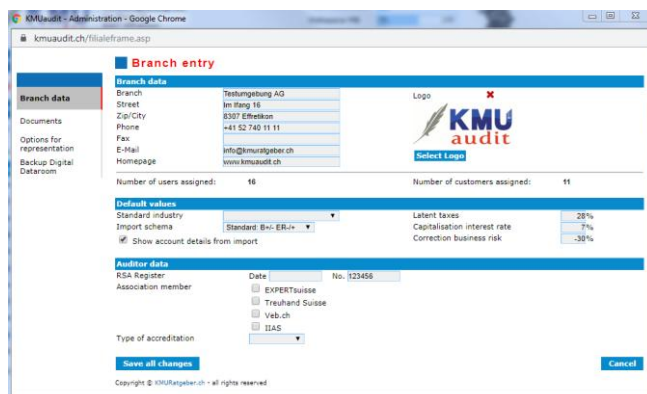 KMUaudit - Administration - Google Chrome
kmuaudit.ch/filialeframe.asp
Branch entry
Branch data
Documents
Options for
representation
Backup Digital
Dataroom
Branch data
Branch Testumgebung AG
Street Im Ifang 16
Zip/City 8307 Effretikon
Phone +41 52 740 11 11
Fax
E-Mail info@kmuratgeber.ch
Homepage www.kmuaudit.ch
Logo
KMU
audit
Select Logo
Number of users assigned: 16 Number of customers assigned: 11
Default values
Standard industry
Import schema Standard: B+/- ER-/+
Show account details from import
Latent taxes 28%
Capitalisation interest rate 7%
Correction business risk -30%
Auditor data
RSA Register Date No. 123456
Association member EXPERTsuisse
Treuhand Suisse
Veb.ch
IIAS
Type of accreditation
Save all changes Cancel
Copyright © KMURatgeber.ch - all rights reserved